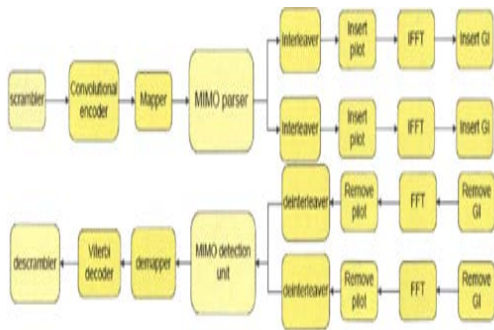 scrambler
Convolutional
encoder
Mapper
MIMO parser
Interleaver
Insert
pilot
IFFT
Insert GI
Interleaver
Insert
pilot
IFFT
Insert GI
descrambler
Viterbi
decoder
demapper
MIMO detection
unit
deinterleaver
Remove
pilot
FFT
Remove
GI
deinterleaver
Remove
pilot
FFT
Remove
GI